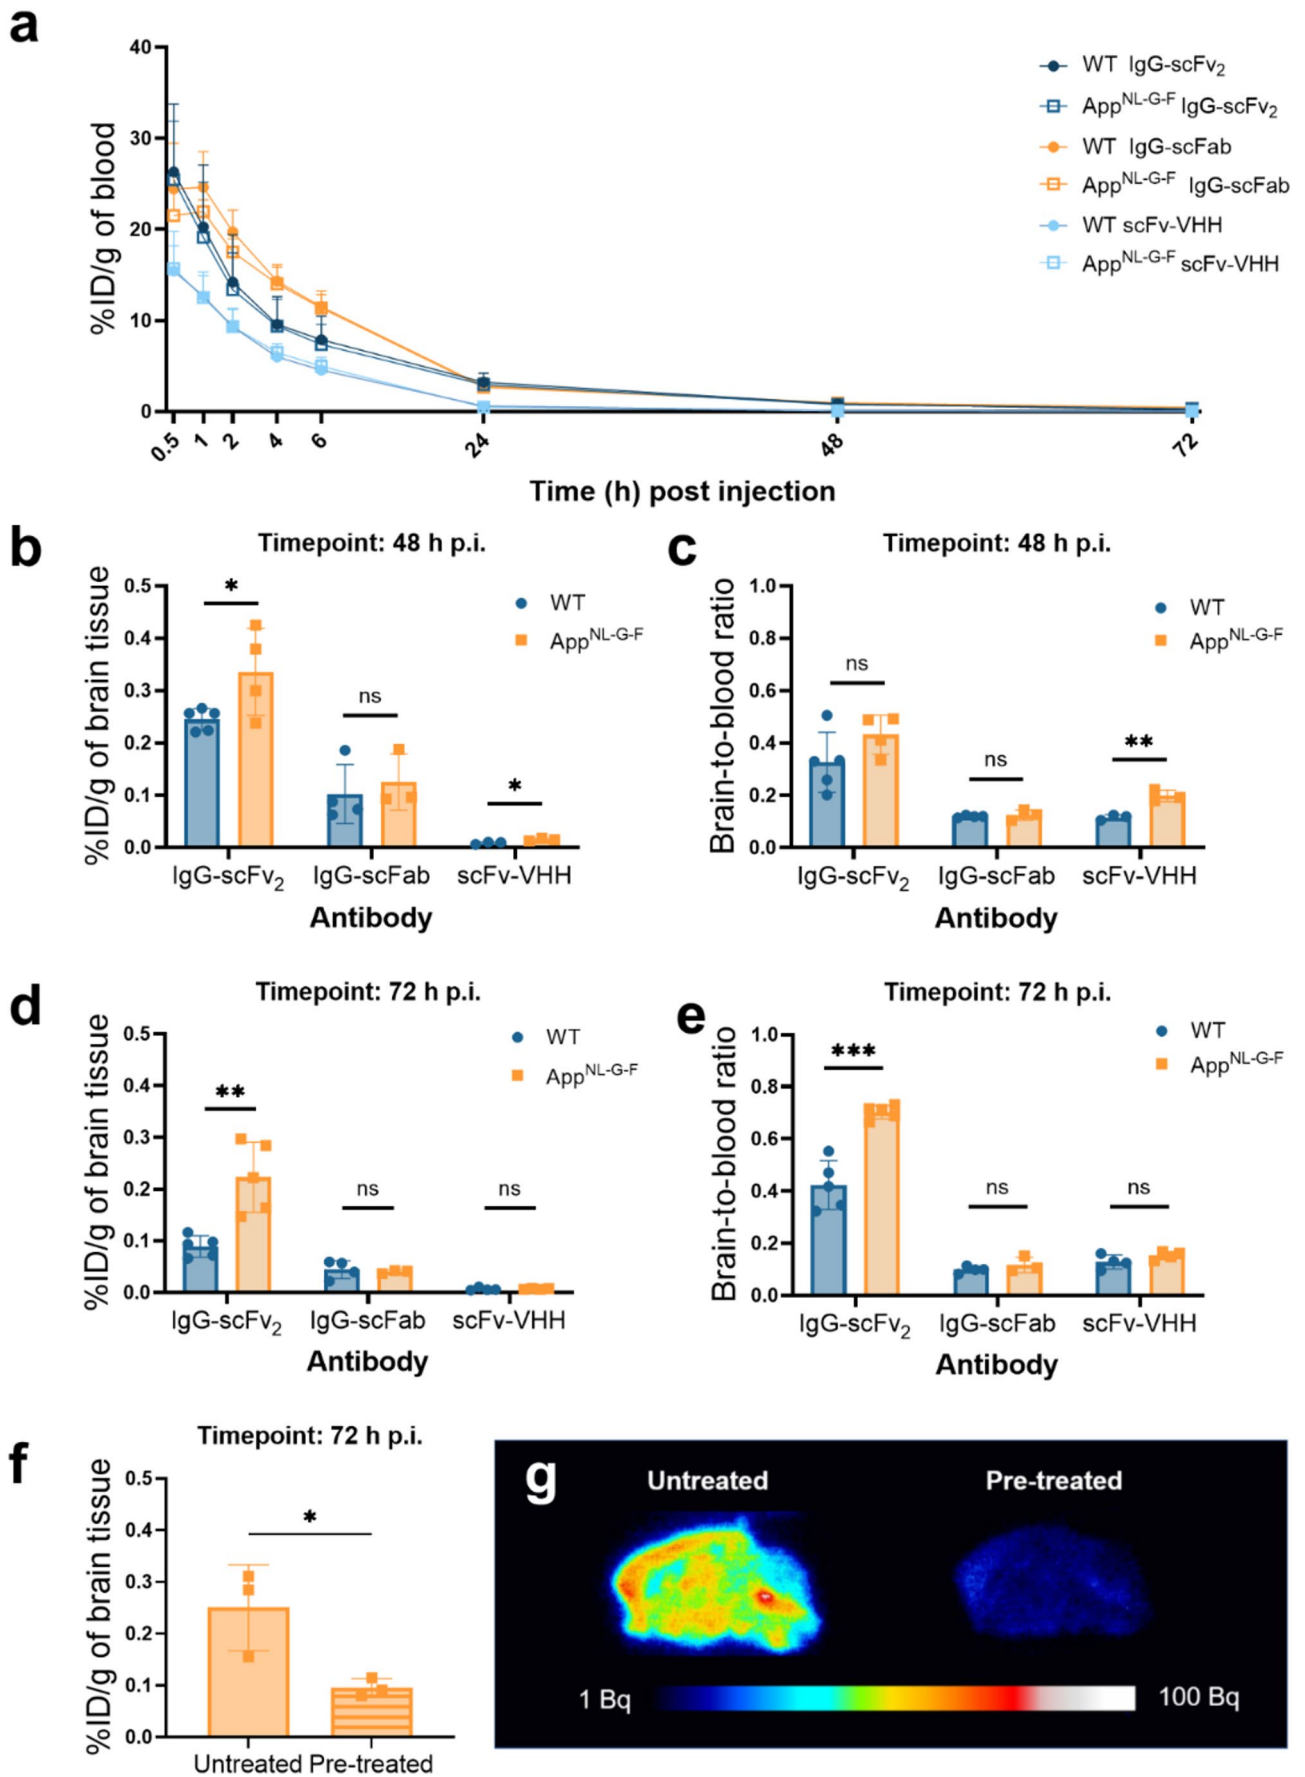 a
%ID/g of blood
40
30
20
10
0
0.5 1 2 4 6 24 48 72
Time (h) post injection
WT IgG-scFv2
AppNL-G-F IgG-scFv2
WT IgG-scFab
AppNL-G-F IgG-scFab
WT scFv-VHH
AppNL-G-F scFv-VHH
b
Timepoint: 48 h p.i.
%ID/g of brain tissue
0.5
0.4
0.3
0.2
0.1
0.0
*
ns
*
WT
AppNL-G-F
IgG-scFv2 IgG-scFab scFv-VHH
Antibody
c
Timepoint: 48 h p.i.
Brain-to-blood ratio
1.0
0.8
0.6
0.4
0.2
0.0
ns
ns
**
WT
AppNL-G-F
IgG-scFv2 IgG-scFab scFv-VHH
Antibody
d
Timepoint: 72 h p.i.
%ID/g of brain tissue
0.5
0.4
0.3
0.2
0.1
0.0
**
ns
ns
WT
AppNL-G-F
IgG-scFv2 IgG-scFab scFv-VHH
Antibody
e
Timepoint: 72 h p.i.
Brain-to-blood ratio
1.0
0.8
0.6
0.4
0.2
0.0
***
ns
ns
WT
AppNL-G-F
IgG-scFv2 IgG-scFab scFv-VHH
Antibody
f
Timepoint: 72 h p.i.
%ID/g of brain tissue
0.5
0.4
0.3
0.2
0.1
0.0
*
Untreated Pre-treated
g
Untreated Pre-treated
1 Bq 100 Bq